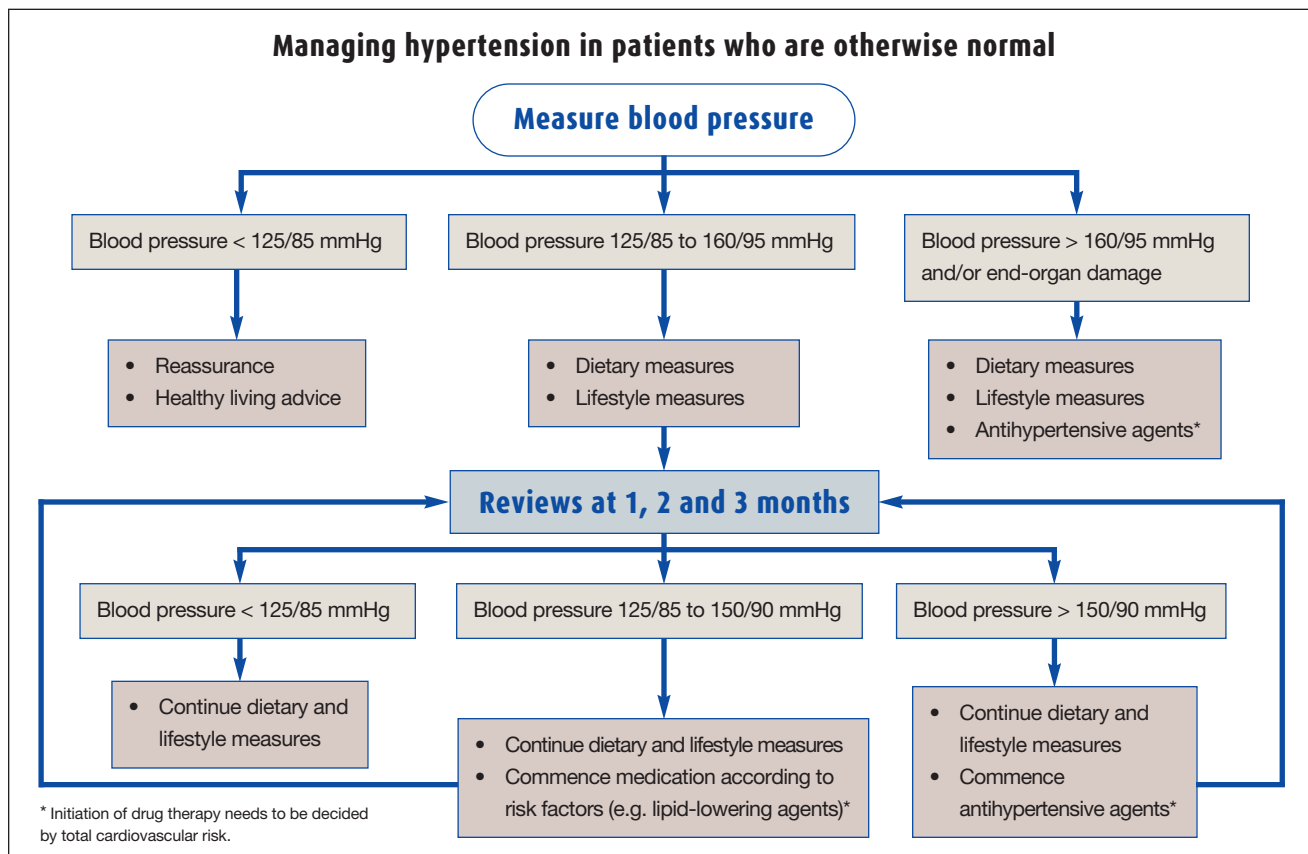 Managing hypertension in patients who are otherwise normal
Measure blood pressure
Blood pressure < 125/85 mmHg
Blood pressure 125/85 to 160/95 mmHg
Blood pressure > 160/95 mmHg
and/or end-organ damage
• Reassurance
• Healthy living advice
• Dietary measures
• Lifestyle measures
• Dietary measures
• Lifestyle measures
• Antihypertensive agents*
Reviews at 1, 2 and 3 months
Blood pressure < 125/85 mmHg
Blood pressure 125/85 to 150/90 mmHg
Blood pressure > 150/90 mmHg
• Continue dietary and
lifestyle measures
• Continue dietary and lifestyle measures
• Commence medication according to
risk factors (e.g. lipid-lowering agents)*
• Continue dietary and
lifestyle measures
• Commence
antihypertensive agents*
* Initiation of drug therapy needs to be decided
by total cardiovascular risk.